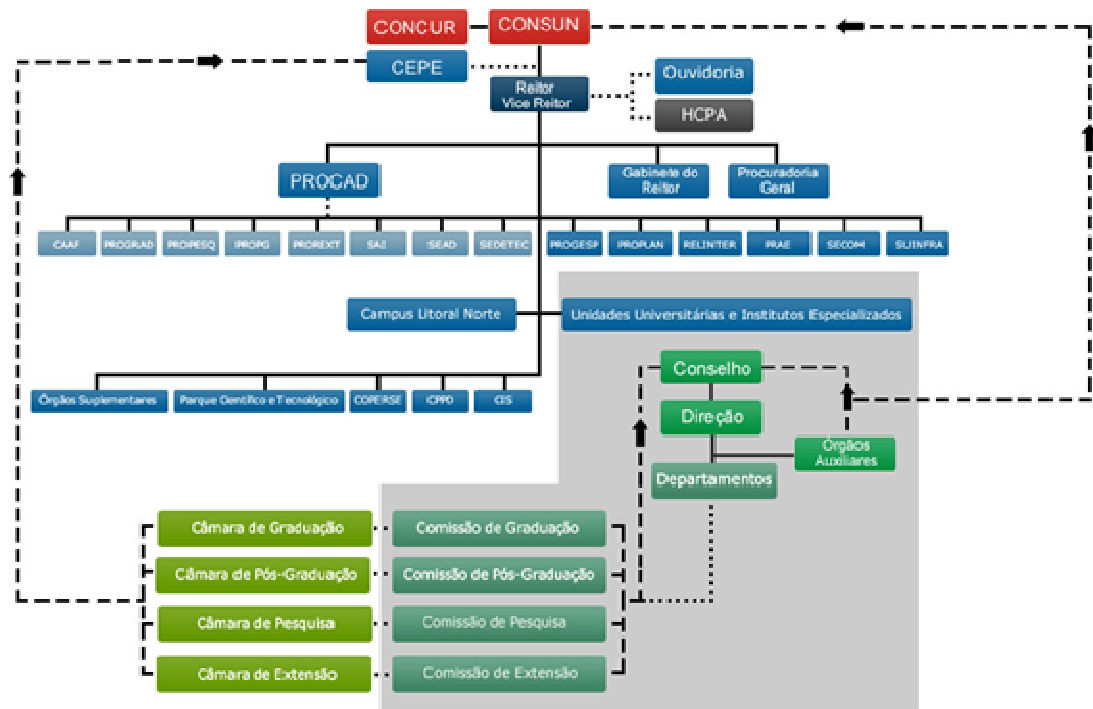 CONCUR
CONSUN
CEPE
Reitor
Vice Reitor
Ouvidoria
HCPA
PROCAD
Gabinete do
Reitor
Procuradoria
Geral
CAAF
PROGRAD
PROPESQ
PROPG
PROREXT
SAI
SEAD
SEDETEC
PROGESP
PROPLAN
RELINTER
PRAE
SECOM
SUINFRA
Campus Litoral Norte
Unidades Universitárias e Institutos Especializados
Conselho
Direção
Órgãos
Auxiliares
Departamentos
Órgãos Suplementares
Parque Científico e Tecnológico
COPERSE
CPPD
CIS
Câmara de Graduação
Comissão de Graduação
Câmara de Pós-Graduação
Comissão de Pós-Graduação
Câmara de Pesquisa
Comissão de Pesquisa
Câmara de Extensão
Comissão de Extensão